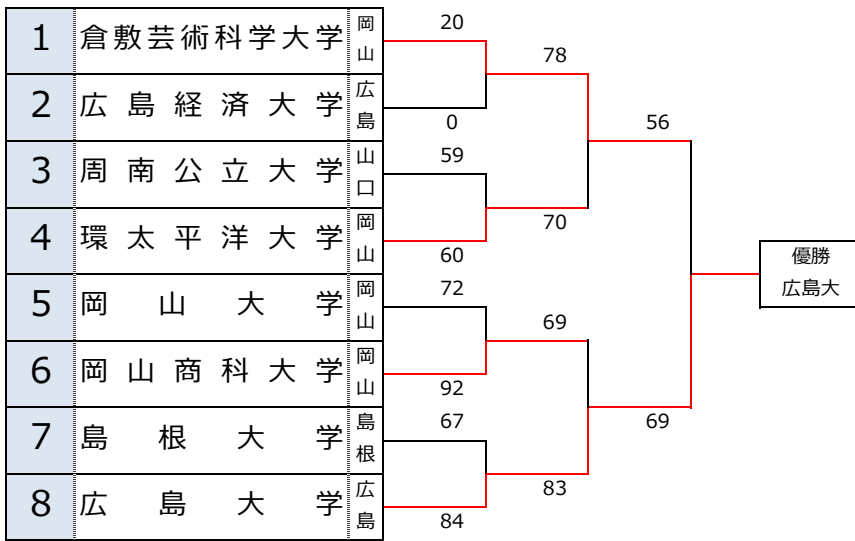 1 倉敷芸術科学大学 岡山
2 広島経済大学 広島
3 周南公立大学 山口
4 環太平洋大学 岡山
5 岡山大学 岡山
6 岡山商科大学 岡山
7 島根大学 島根
8 広島大学 広島
20
0
59
60
72
92
67
84
78
70
69
83
56
69
優勝
広島大